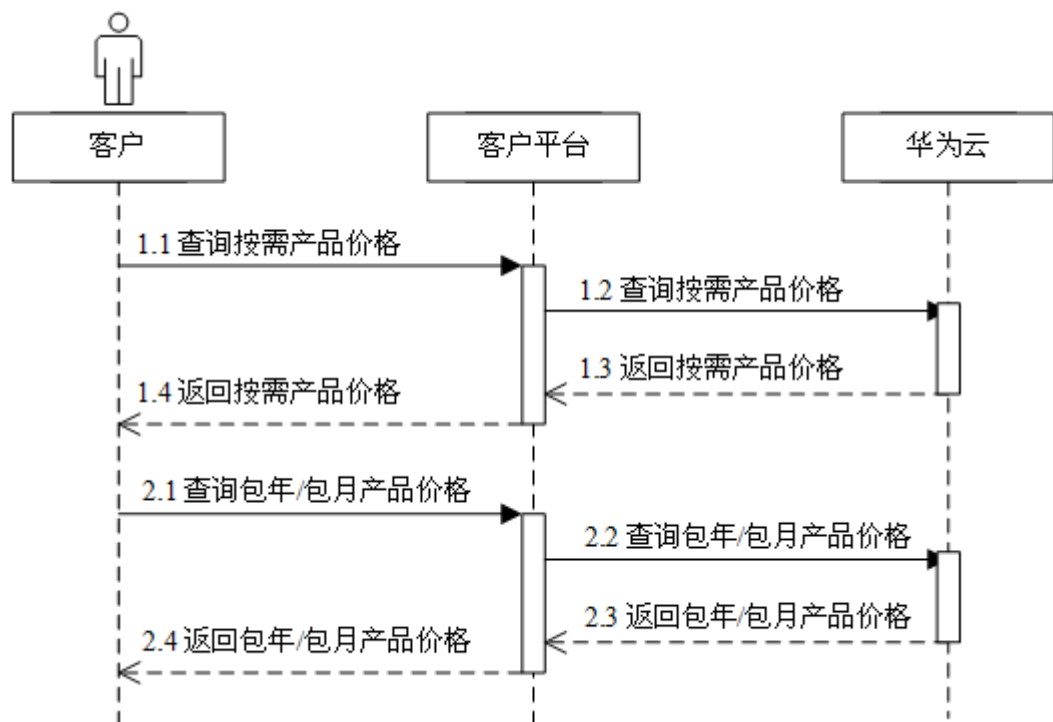 客户
客户平台
华为云
1.1 查询按需产品价格
1.2 查询按需产品价格
1.3 返回按需产品价格
1.4 返回按需产品价格
2.1 查询包年/包月产品价格
2.2 查询包年/包月产品价格
2.3 返回包年/包月产品价格
2.4 返回包年/包月产品价格